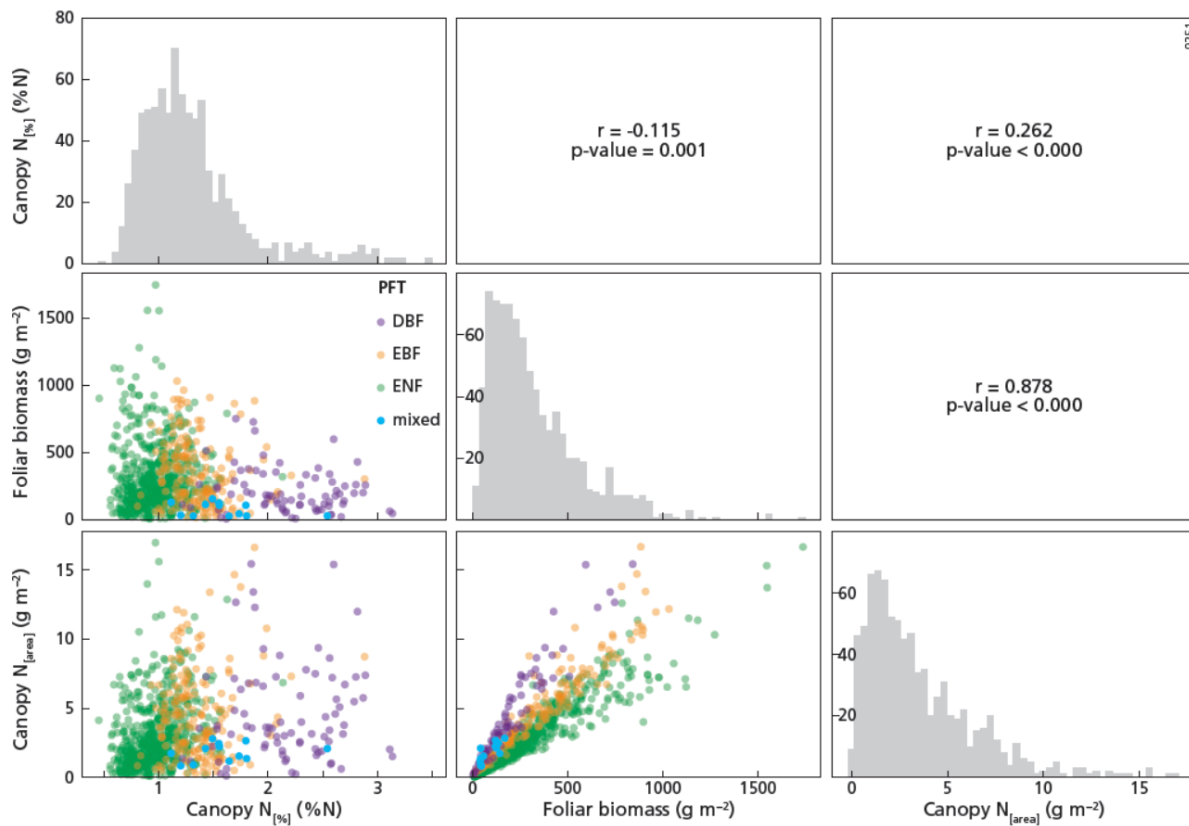 80
60
40
20
0
Canopy N[%] (%N)
r = -0.115
p-value = 0.001
r = 0.262
p-value < 0.000
1500
1000
500
0
Foliar biomass (g m⁻²)
PFT
DBF
EBF
ENF
mixed
60
40
20
r = 0.878
p-value < 0.000
15
10
5
0
Canopy N[area] (g m⁻²)
60
40
20
1 2 3
Canopy N[%] (%N)
0 500 1000 1500
Foliar biomass (g m⁻²)
0 5 10 15
Canopy N[area] (g m⁻²)